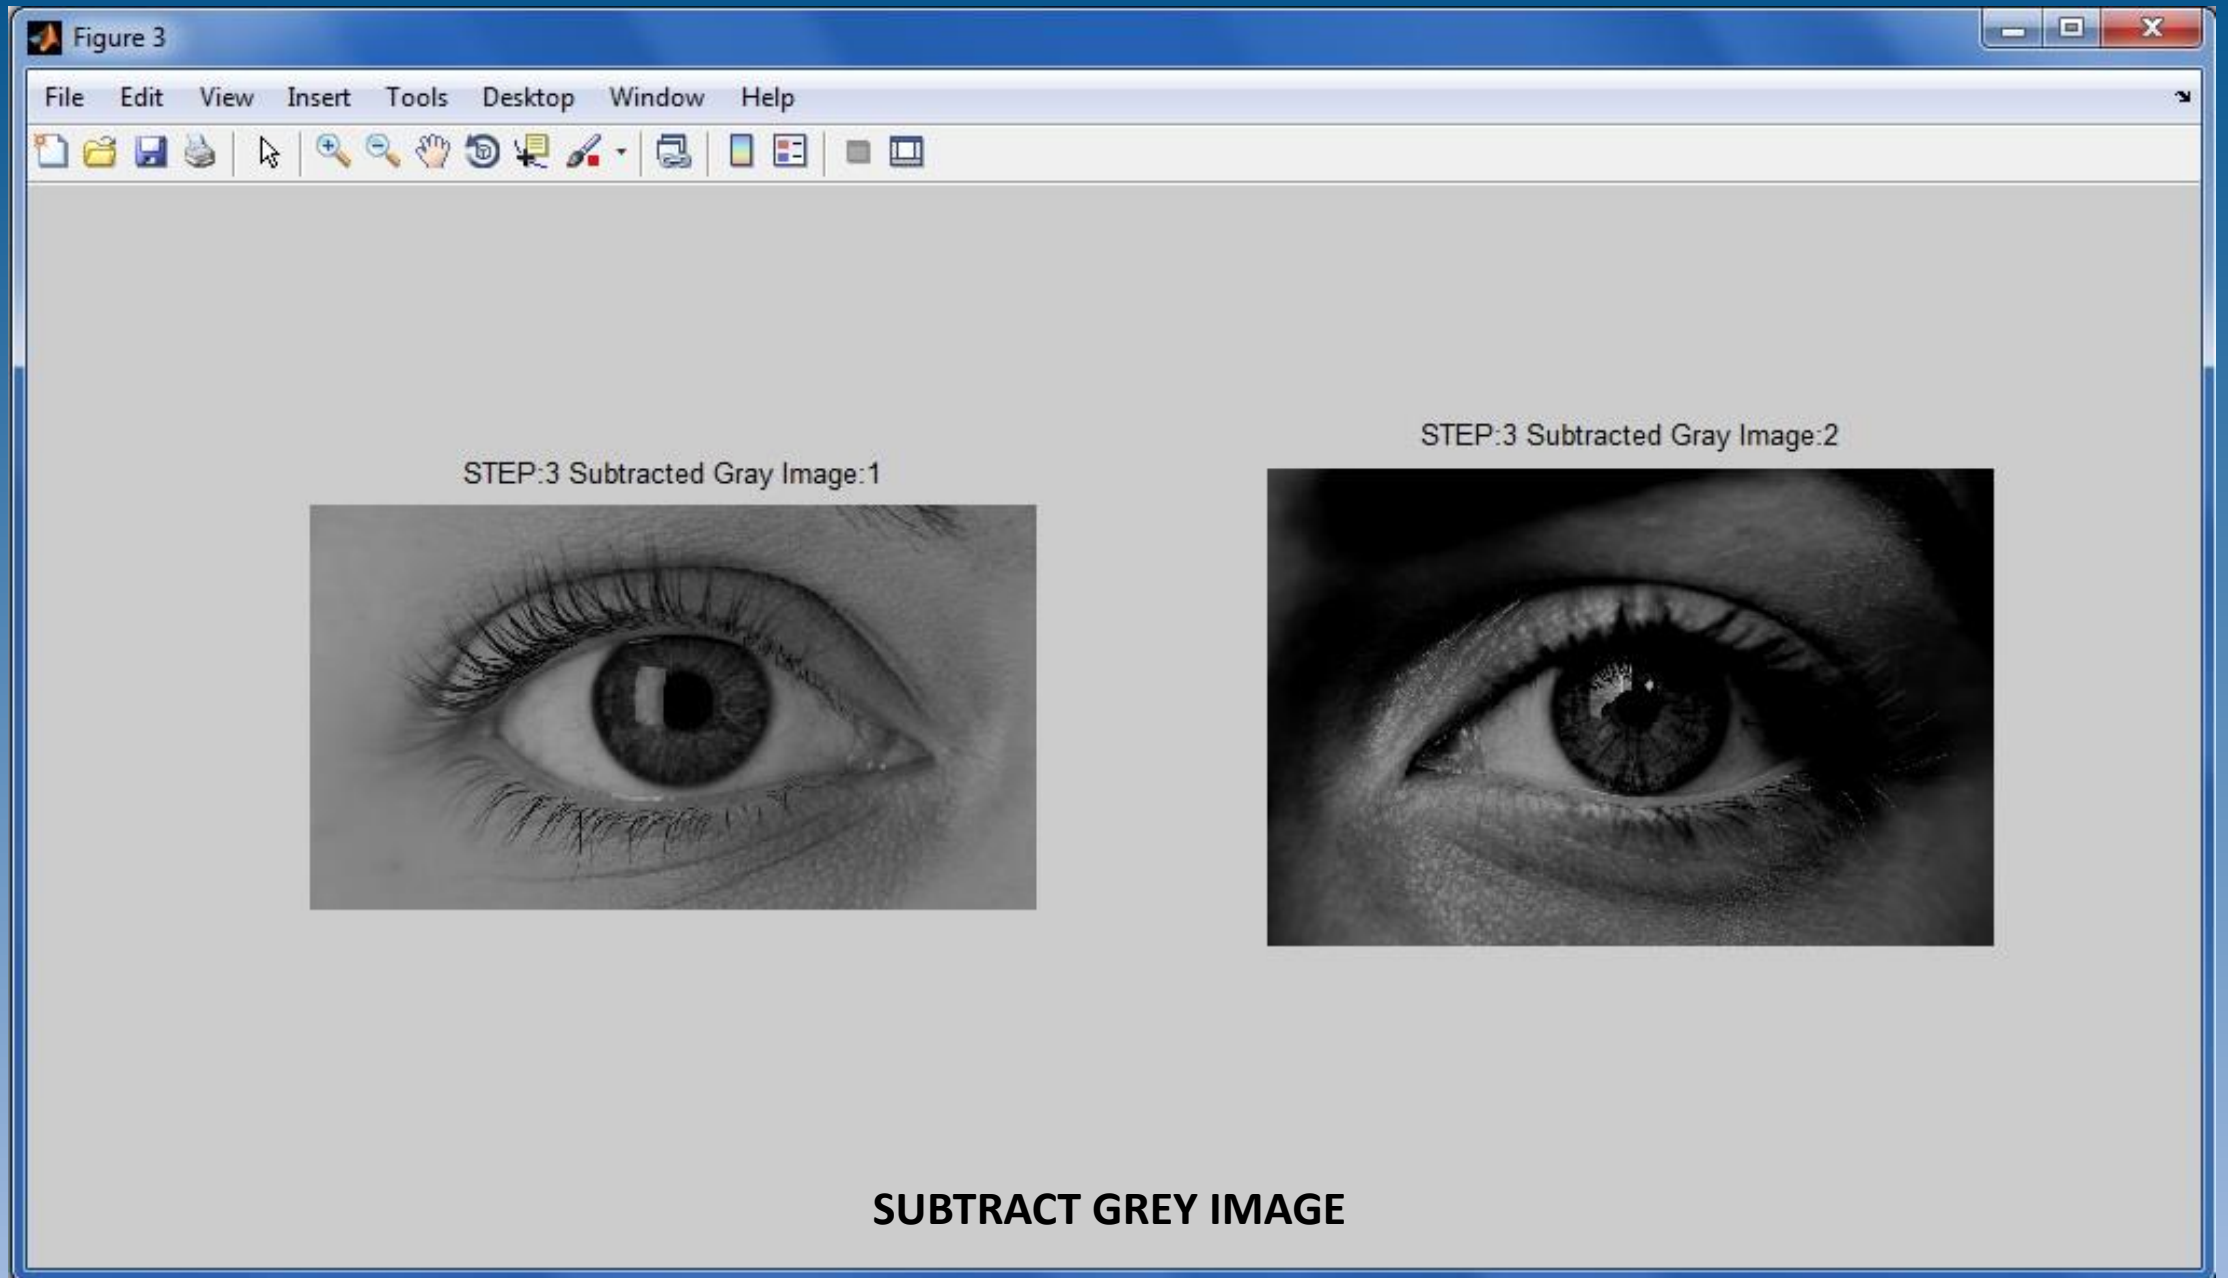 Figure 3
File Edit View Insert Tools Desktop Window Help
STEP:3 Subtracted Gray Image:1
STEP:3 Subtracted Gray Image:2
SUBTRACT GREY IMAGE